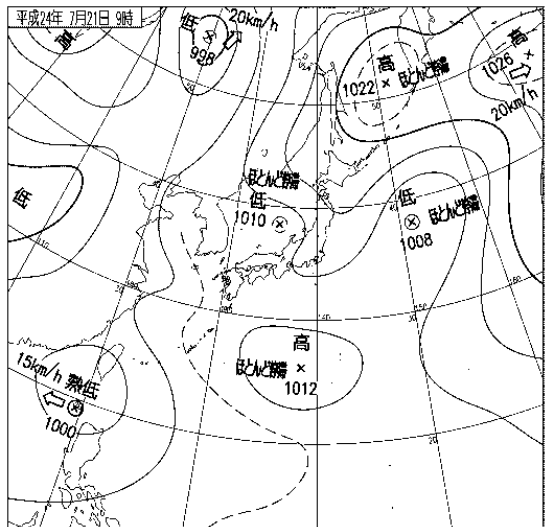 平成24年 7月21日 9時
高
低
998
20km/h
高
1022
ほとんど停滞
高
1026
20km/h
低
ほとんど停滞
低
1010
低
ほとんど停滞
1008
高
ほとんど停滞
1012
15km/h 熱低
1000